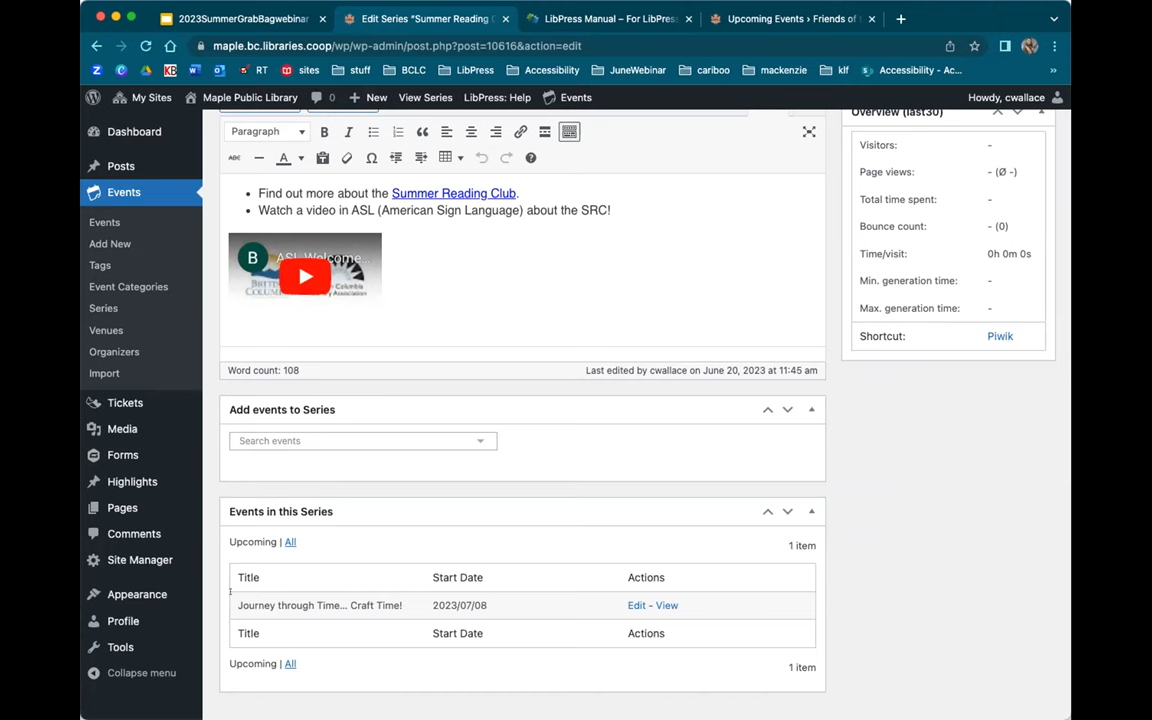 2023SummerGrabBagwebinar
Edit Series "Summer Reading C
LibPress Manual – For LibPress
Upcoming Events › Friends of t
maple.bc.libraries.coop/wp/wp-admin/post.php?post=10616&action=edit
RT
sites
stuff
BCLC
LibPress
Accessibility
JuneWebinar
cariboo
mackenzie
klf
Accessibility - Ac...
My Sites
Maple Public Library
0
New
View Series
LibPress: Help
Events
Howdy, cwallace
Dashboard
Posts
Events
Events
Add New
Tags
Event Categories
Series
Venues
Organizers
Import
Tickets
Media
Forms
Highlights
Pages
Comments
Site Manager
Appearance
Profile
Tools
Collapse menu
Paragraph
B
I
ABC
A
• Find out more about the Summer Reading Club.
• Watch a video in ASL (American Sign Language) about the SRC!
B
ASL Welcome...
Word count: 108
Last edited by cwallace on June 20, 2023 at 11:45 am
Add events to Series
Search events
Events in this Series
Upcoming | All
1 item
Title
Start Date
Actions
Journey through Time... Craft Time!
2023/07/08
Edit - View
Title
Start Date
Actions
Upcoming | All
1 item
Overview (last30)
Visitors:
-
Page views:
- (Ø -)
Total time spent:
-
Bounce count:
- (0)
Time/visit:
0h 0m 0s
Min. generation time:
-
Max. generation time:
-
Shortcut:
Piwik